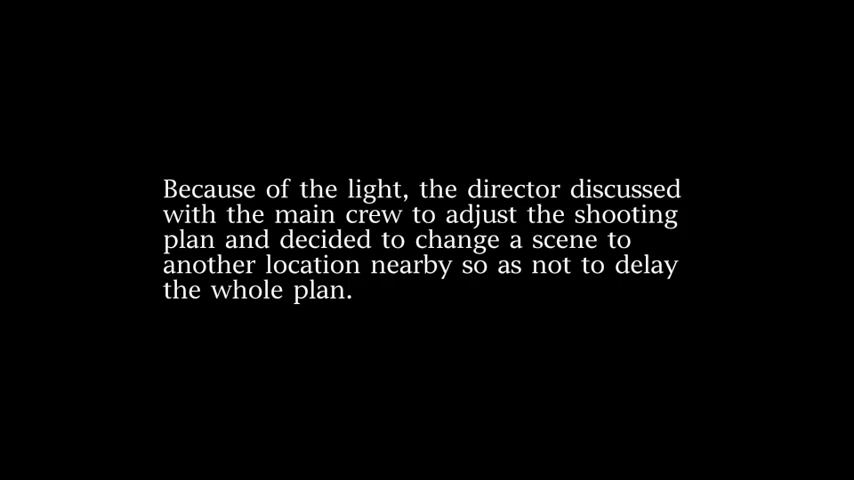 Because of the light, the director discussed
with the main crew to adjust the shooting
plan and decided to change a scene to
another location nearby so as not to delay
the whole plan.